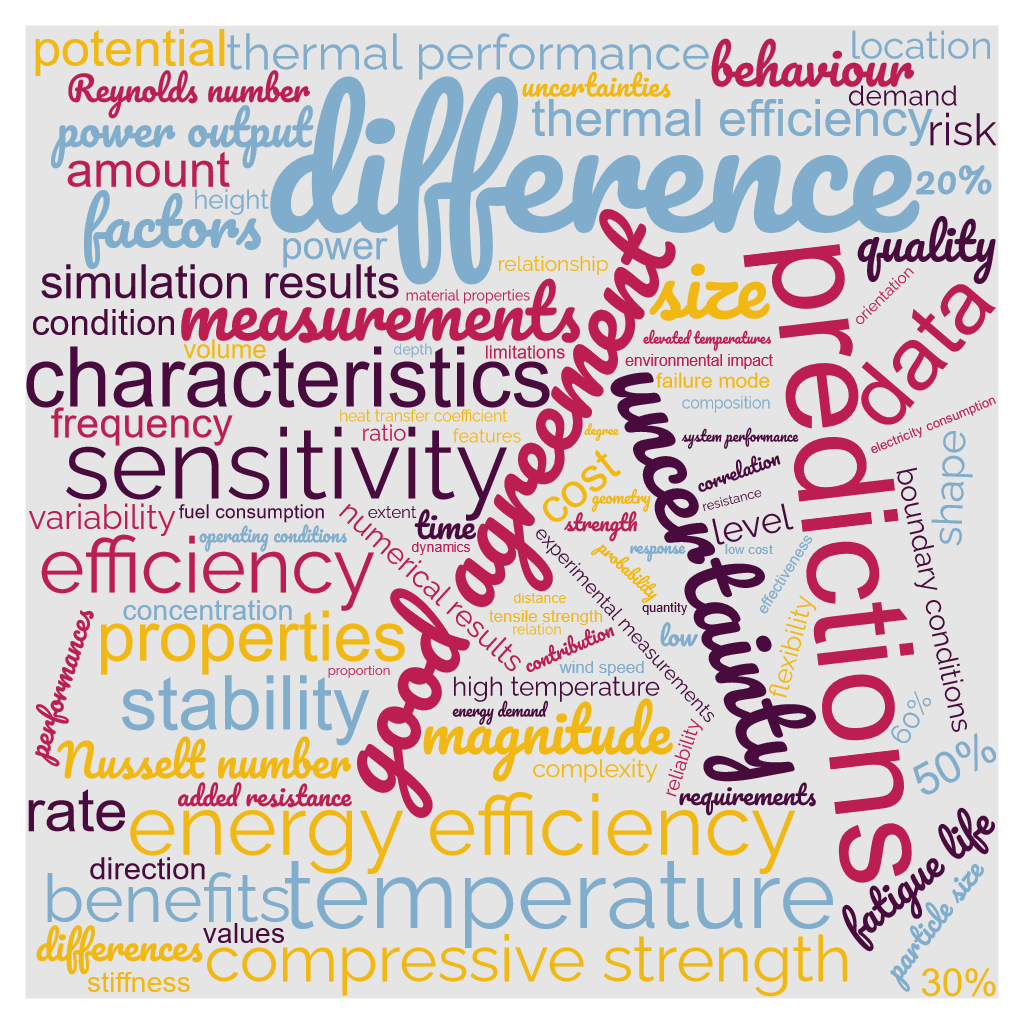 potential
thermal performance
behaviour
location
Reynolds number
uncertainties
demand
power output
difference
thermal efficiency
risk
amount
20%
height
factors
power
quality
simulation results
relationship
size
predictions
orientation
material properties
data
condition
measurements
good agreement
elevated temperatures
volume
depth
limitations
environmental impact
characteristics
failure mode
uncertainty
composition
frequency
heat transfer coefficient
electricity consumption
ratio
features
degree
system performance
shape
sensitivity
cost
correlation
boundary conditions
geometry
resistance
variability
fuel consumption
numerical results
extent
time
strength
level
operating conditions
dynamics
experimental measurements
response
low cost
effectiveness
efficiency
probability
concentration
distance
quantity
flexibility
properties
tensile strength
relation
contribution
low
performances
proportion
wind speed
stability
high temperature
60%
energy demand
magnitude
reliability
50%
Nusselt number
complexity
added resistance
requirements
rate
energy efficiency
fatigue life
direction
benefits
temperature
particle size
values
differences
compressive strength
stiffness
30%